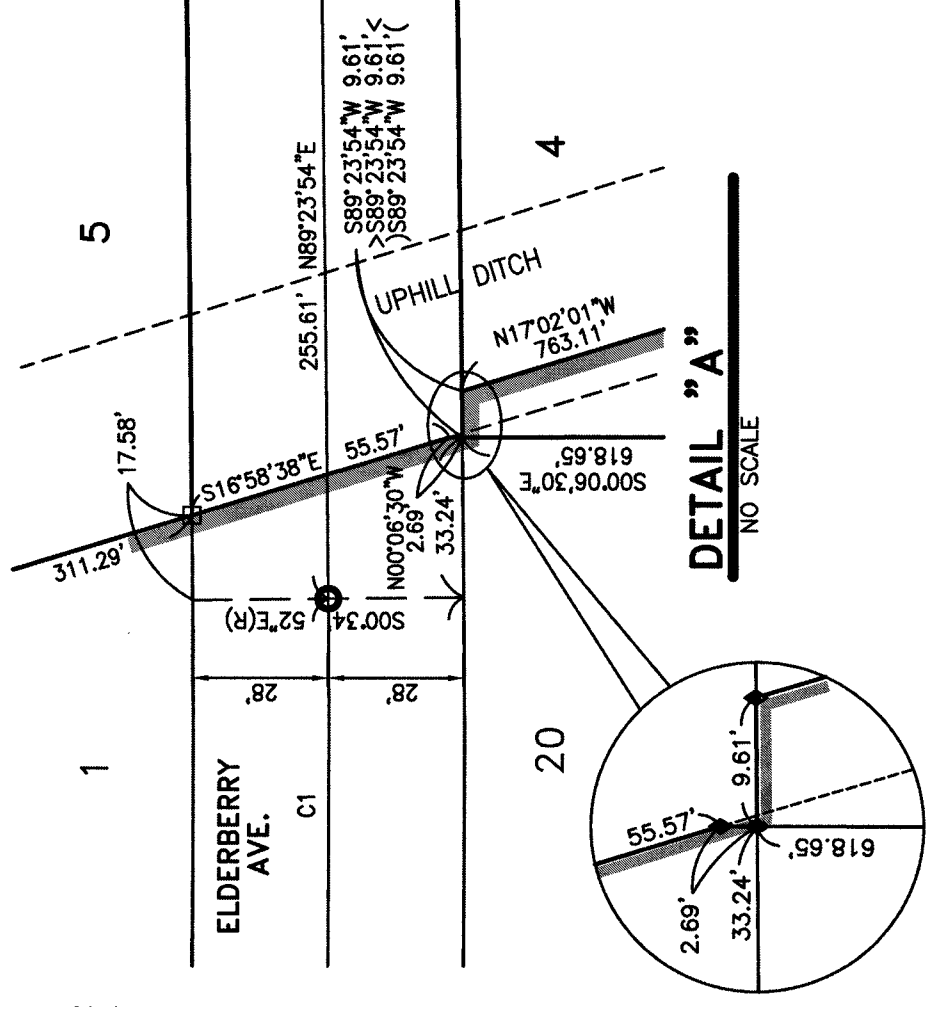 5
4
1
20
17.58'
311.29'
S16°58'38"E
55.57'
255.61' N89°23'54"E
S89°23'54"W 9.61'
>S89°23'54"W 9.61'<
)S89°23'54"W 9.61'(
UPHILL DITCH
N17°02'01"W
763.11'
N00°06'30"W
2.69'
33.24'
S00°34'
52"E(R)
28'
28'
618.65'
S00°06'30"E
ELDERBERRY
AVE.
C1
DETAIL "A"
NO SCALE
55.57'
9.61'
2.69'
33.24'
618.65'